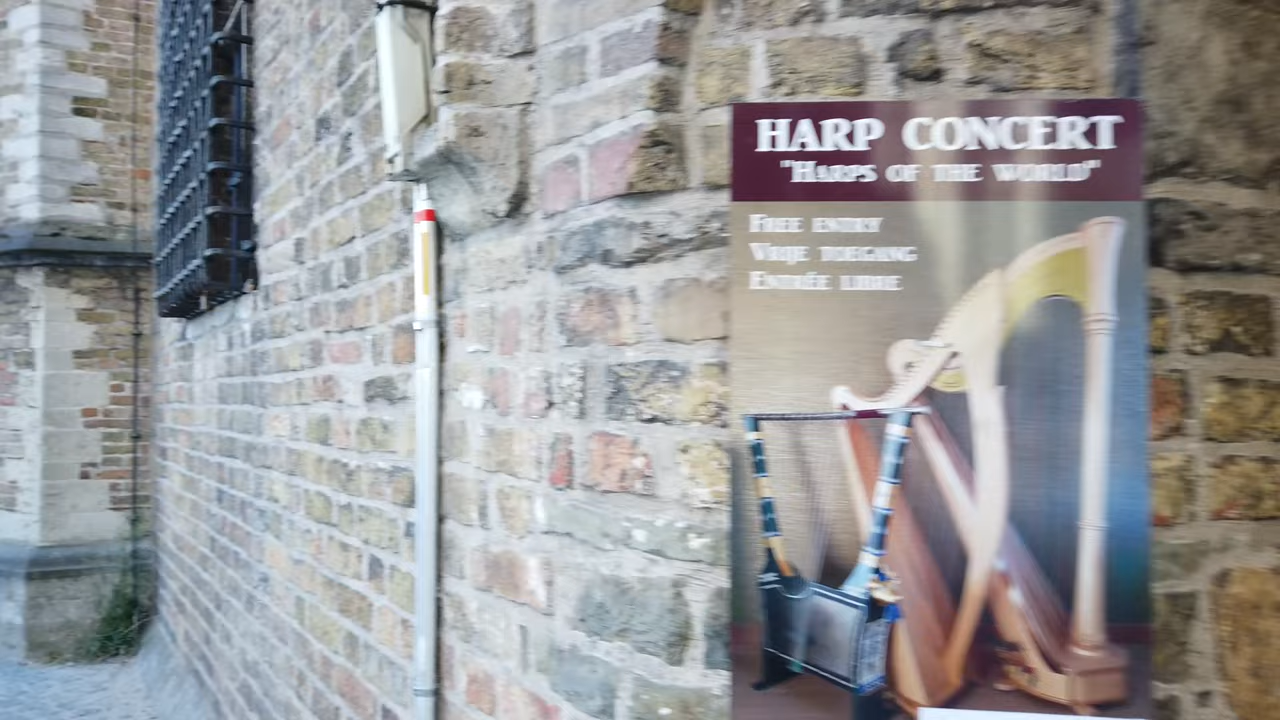 HARP CONCERT
"HARPS OF THE WORLD"
FREE ENTRY
VRIJE TOEGANG
ENTRÉE LIBRE